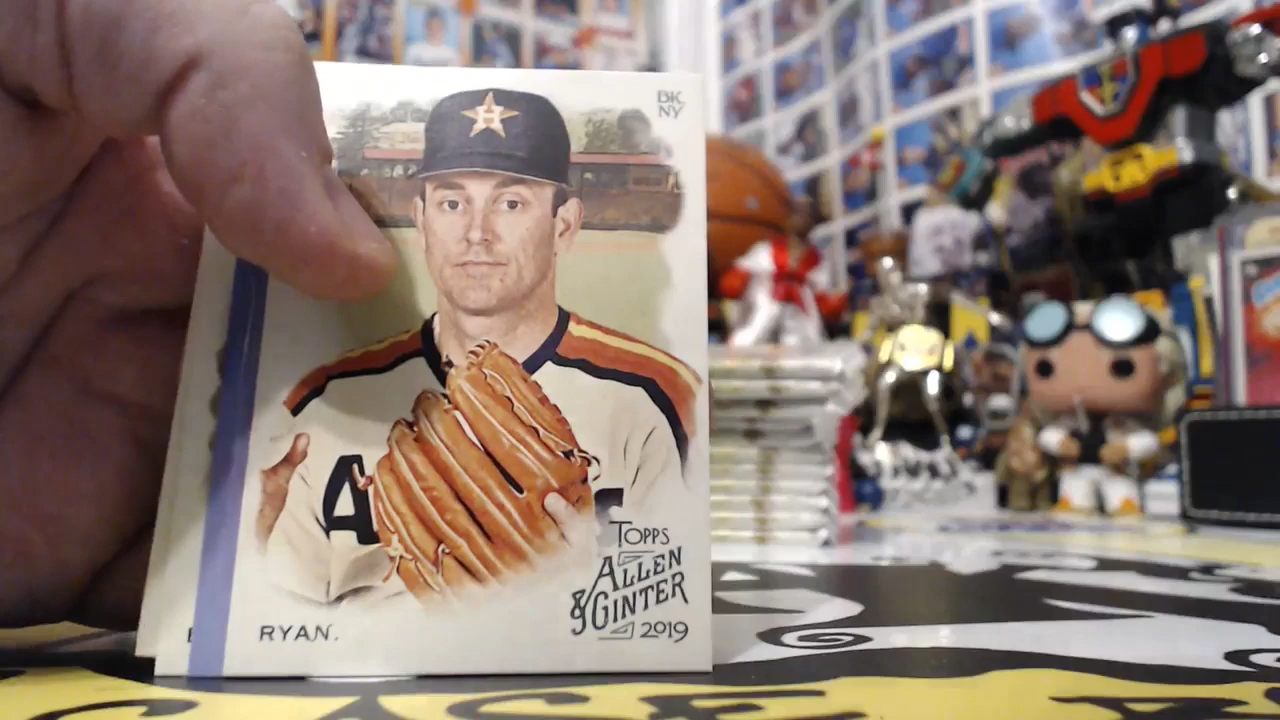 H
BK
NY
A
TOPPS
ALLEN
& GINTER
2019
RYAN.